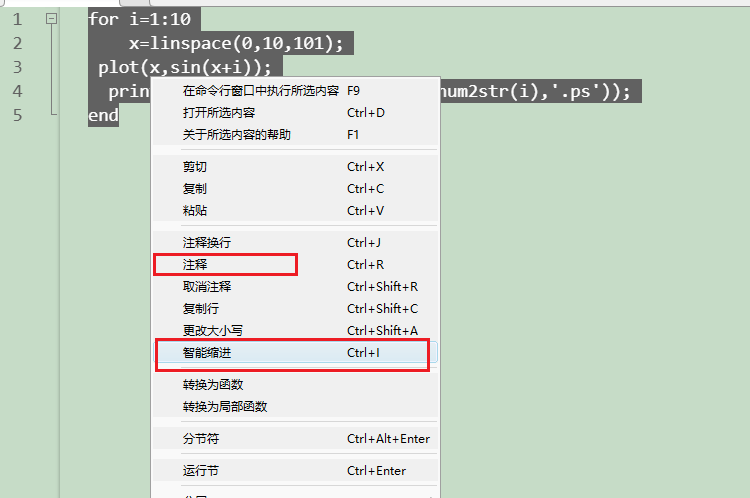 1 for i=1:10
2 x=linspace(0,10,101);
3 plot(x,sin(x+i));
4 print num2str(i),'.ps'));
5 end
在命令行窗口中执行所选内容 F9
打开所选内容 Ctrl+D
关于所选内容的帮助 F1
剪切 Ctrl+X
复制 Ctrl+C
粘贴 Ctrl+V
注释换行 Ctrl+J
注释 Ctrl+R
取消注释 Ctrl+Shift+R
复制行 Ctrl+Shift+C
更改大小写 Ctrl+Shift+A
智能缩进 Ctrl+I
转换为函数
转换为局部函数
分节符 Ctrl+Alt+Enter
运行节 Ctrl+Enter